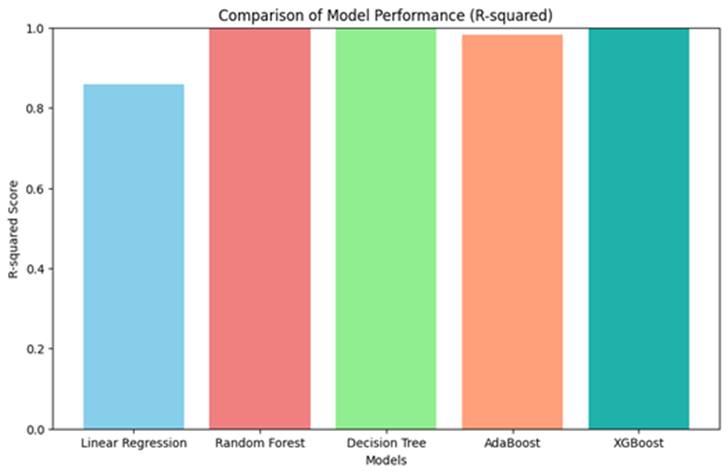 Comparison of Model Performance (R-squared)
1.0
0.8
0.6
0.4
0.2
0.0
R-squared Score
Linear Regression
Random Forest
Decision Tree
AdaBoost
XGBoost
Models